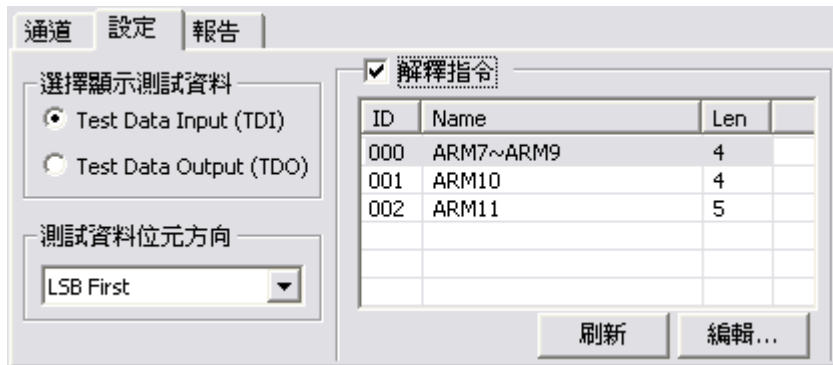 通道 設定 報告
選擇顯示測試資料
Test Data Input (TDI)
Test Data Output (TDO)
測試資料位元方向
LSB First
解釋指令
ID Name Len
000 ARM7~ARM9 4
001 ARM10 4
002 ARM11 5
刷新 編輯...